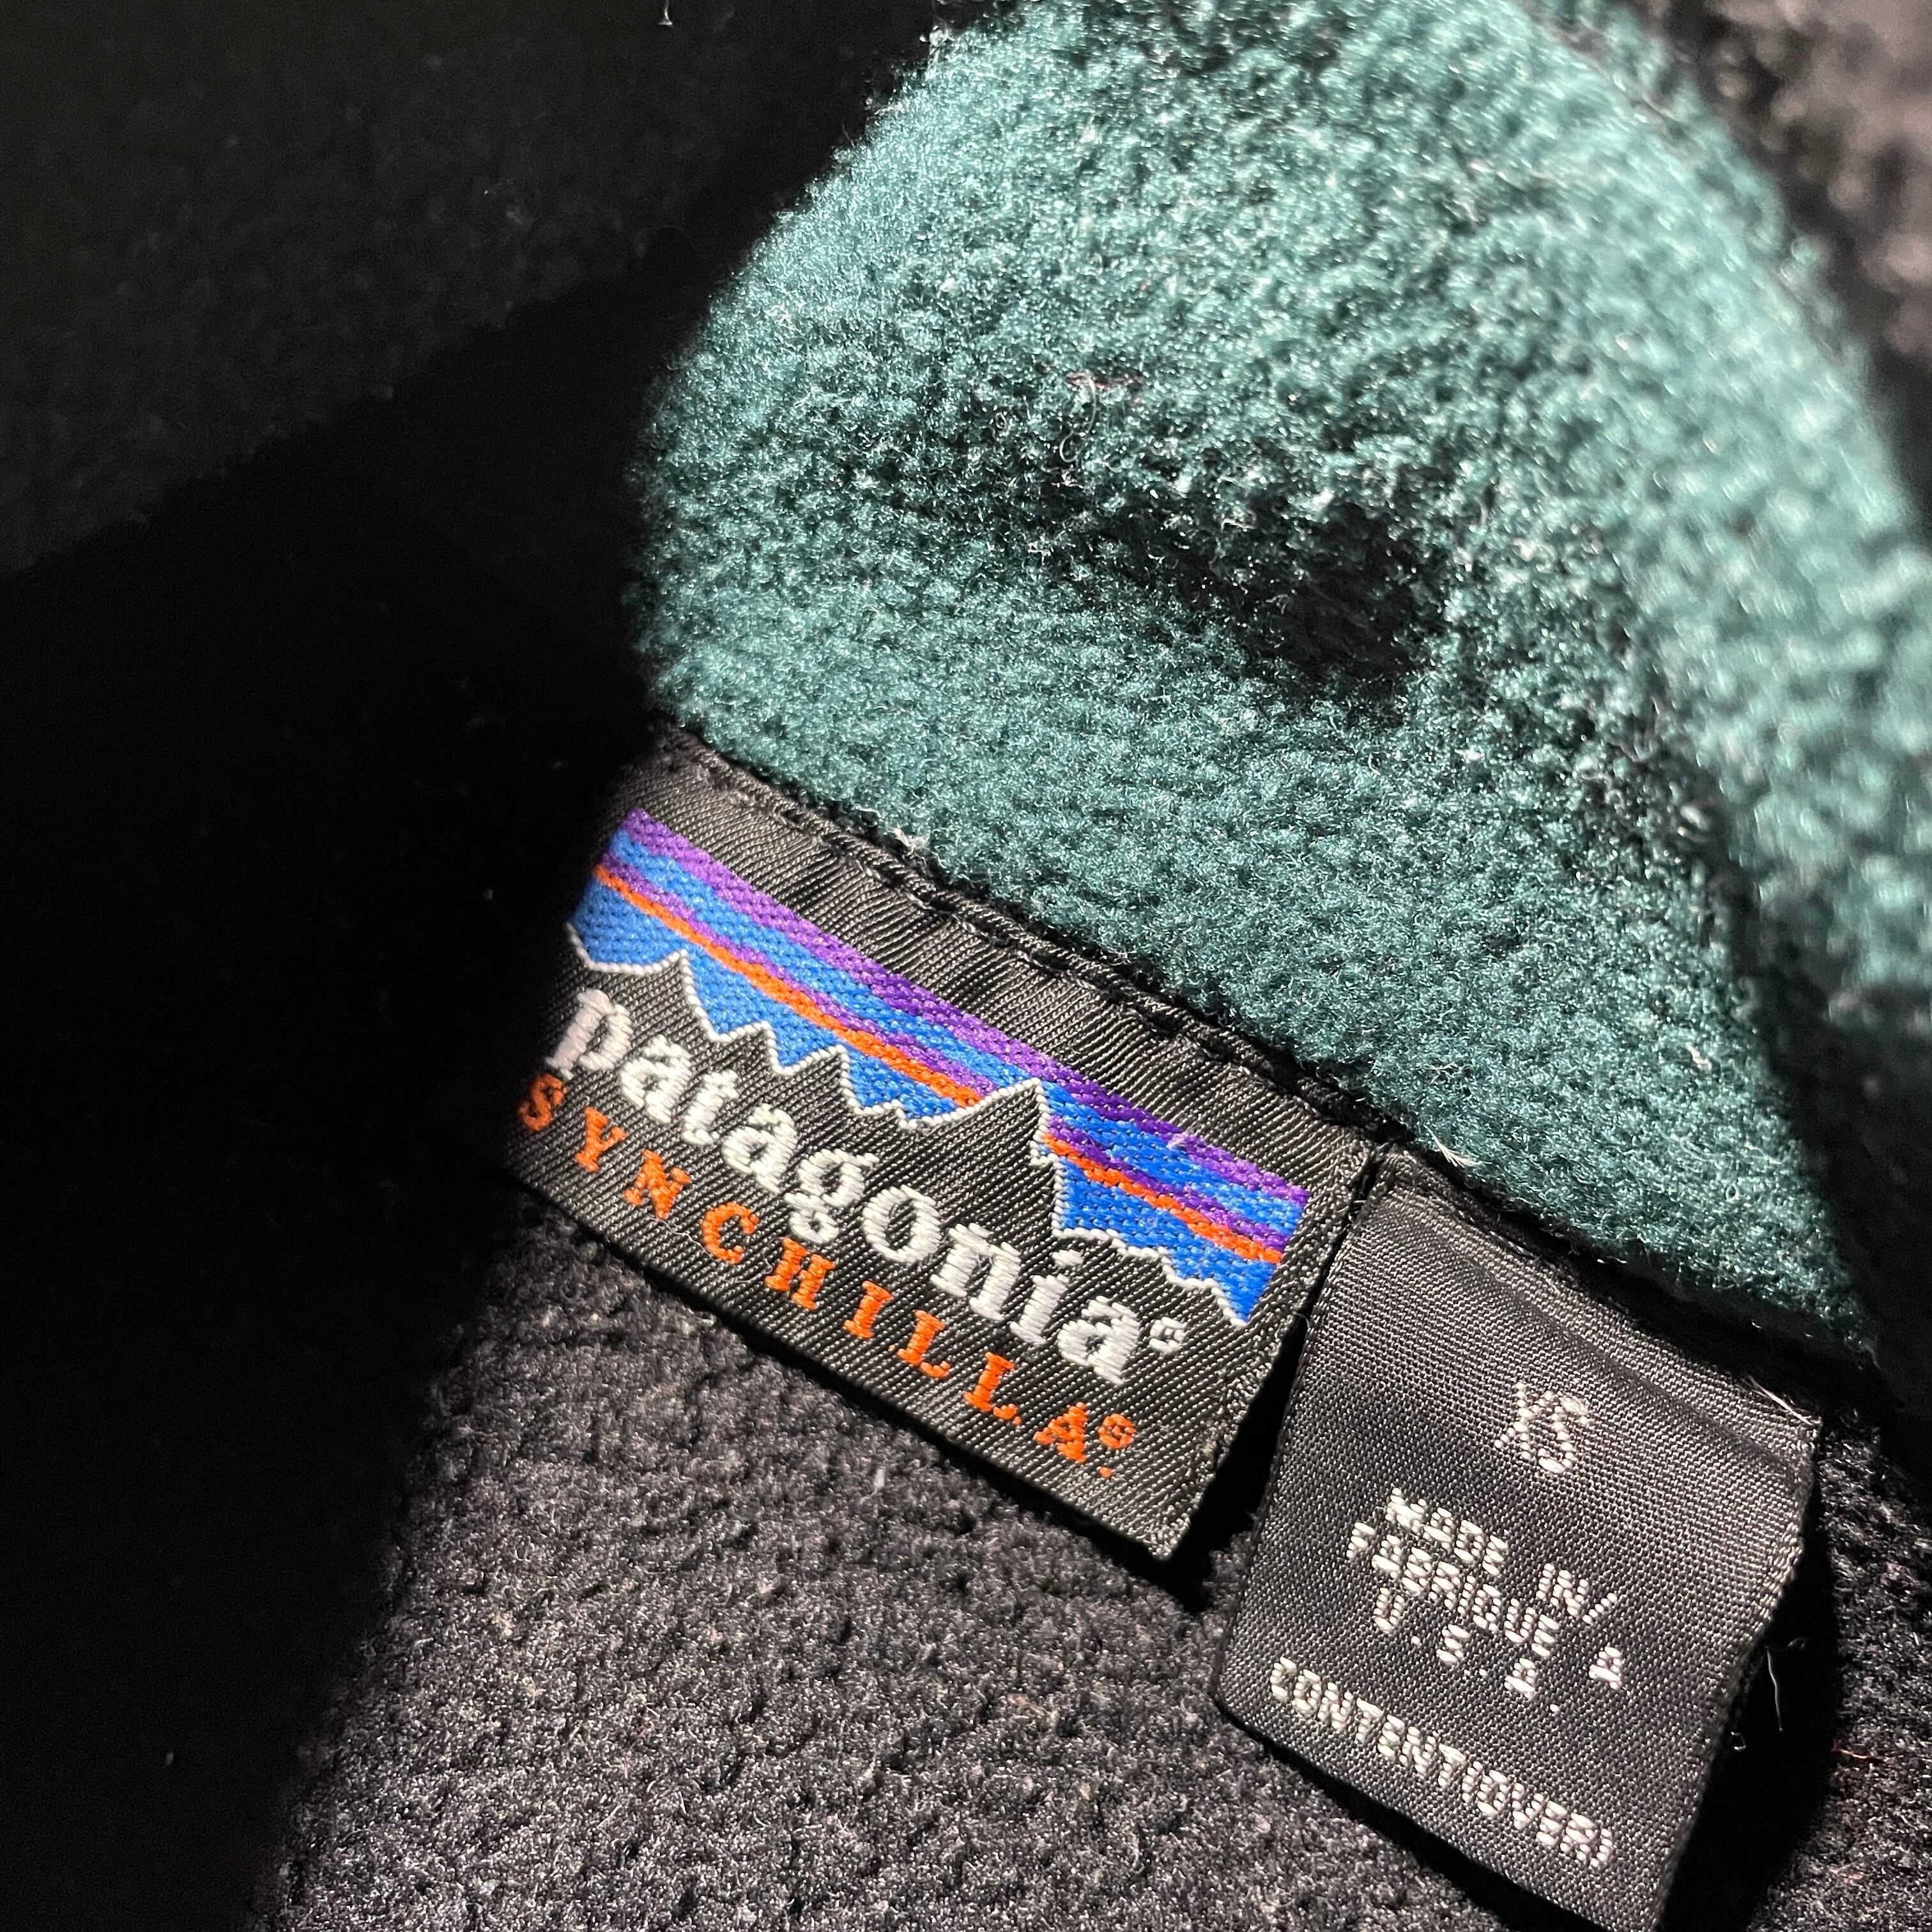 patagonia®
SYNCHILLA®
XS
MADE IN/
FABRIQUE A
U.S.A.
CONTENT(OVER)